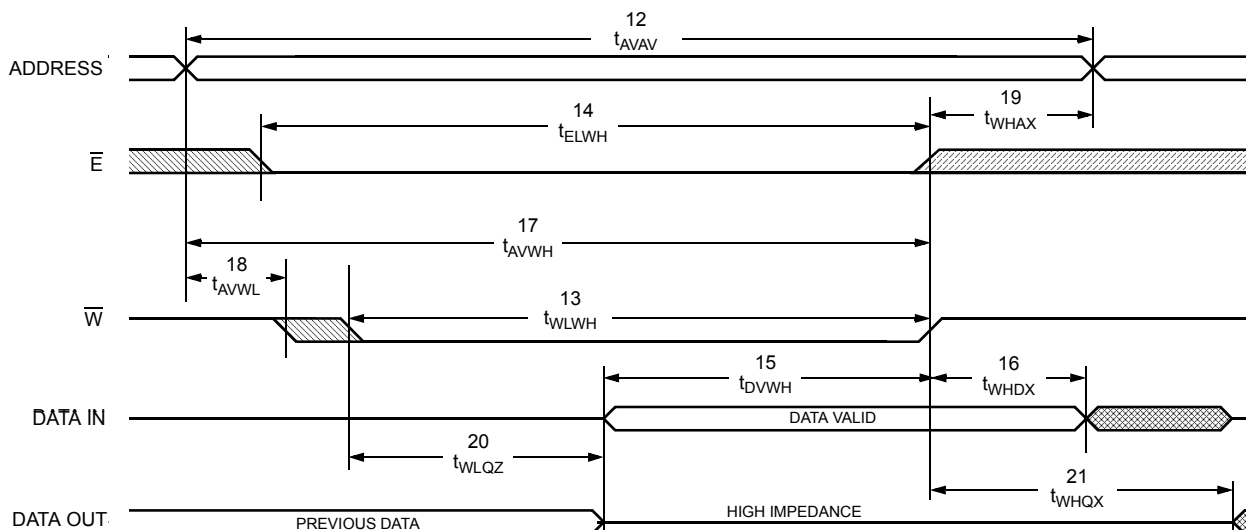 12
tAVAV
ADDRESS
14
tELWH
19
tWHAX
E
17
tAVWH
18
tAVWL
W
13
tWLWH
15
tDVWH
16
tWHDX
DATA IN
DATA VALID
20
tWLQZ
21
tWHQX
DATA OUT
PREVIOUS DATA
HIGH IMPEDANCE